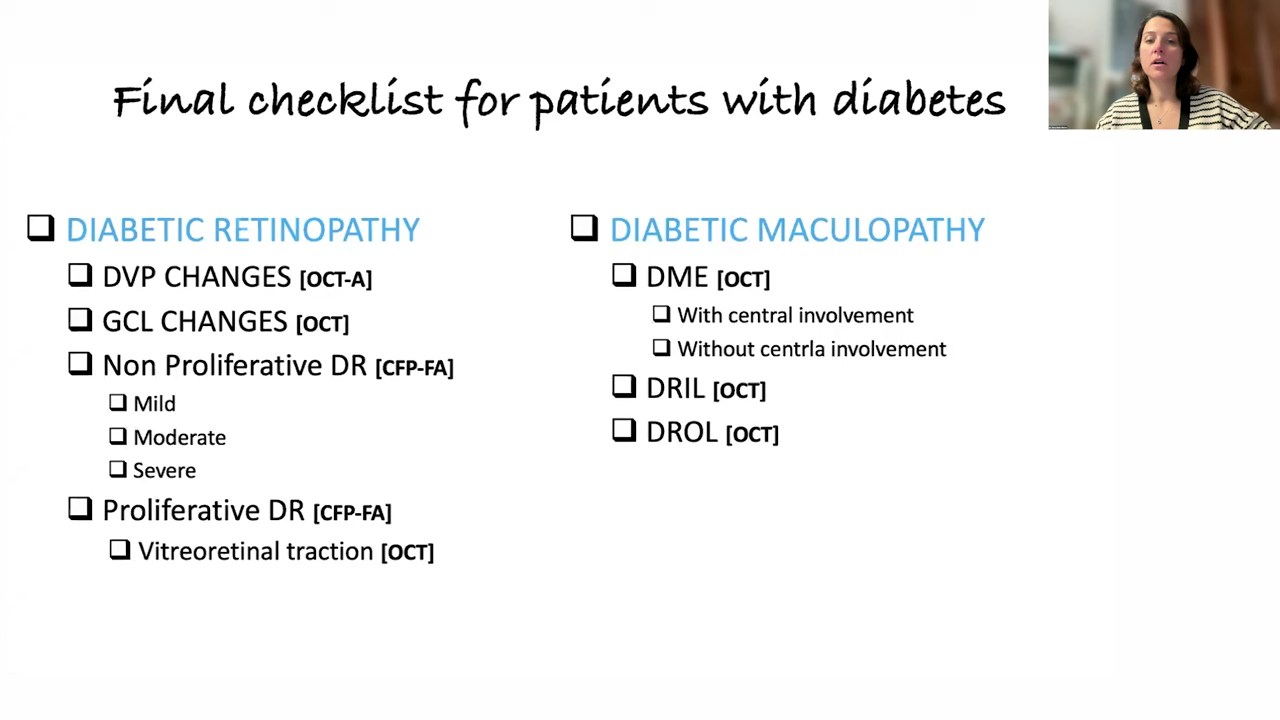 Final checklist for patients with diabetes
DIABETIC RETINOPATHY
DVP CHANGES [OCT-A]
GCL CHANGES [OCT]
Non Proliferative DR [CFP-FA]
Mild
Moderate
Severe
Proliferative DR [CFP-FA]
Vitreoretinal traction [OCT]
DIABETIC MACULOPATHY
DME [OCT]
With central involvement
Without centrla involvement
DRIL [OCT]
DROL [OCT]